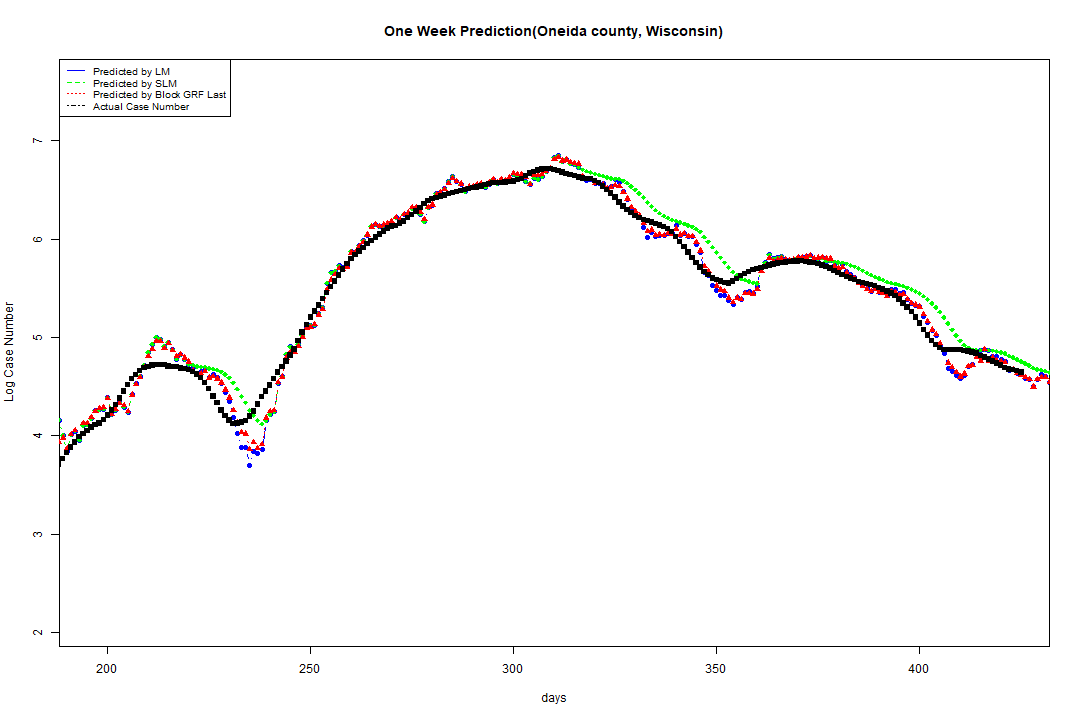 One Week Prediction(Oneida county, Wisconsin)
Predicted by LM
Predicted by SLM
Predicted by Block GRF Last
Actual Case Number
7
6
5
4
3
2
Log Case Number
200 250 300 350 400
days